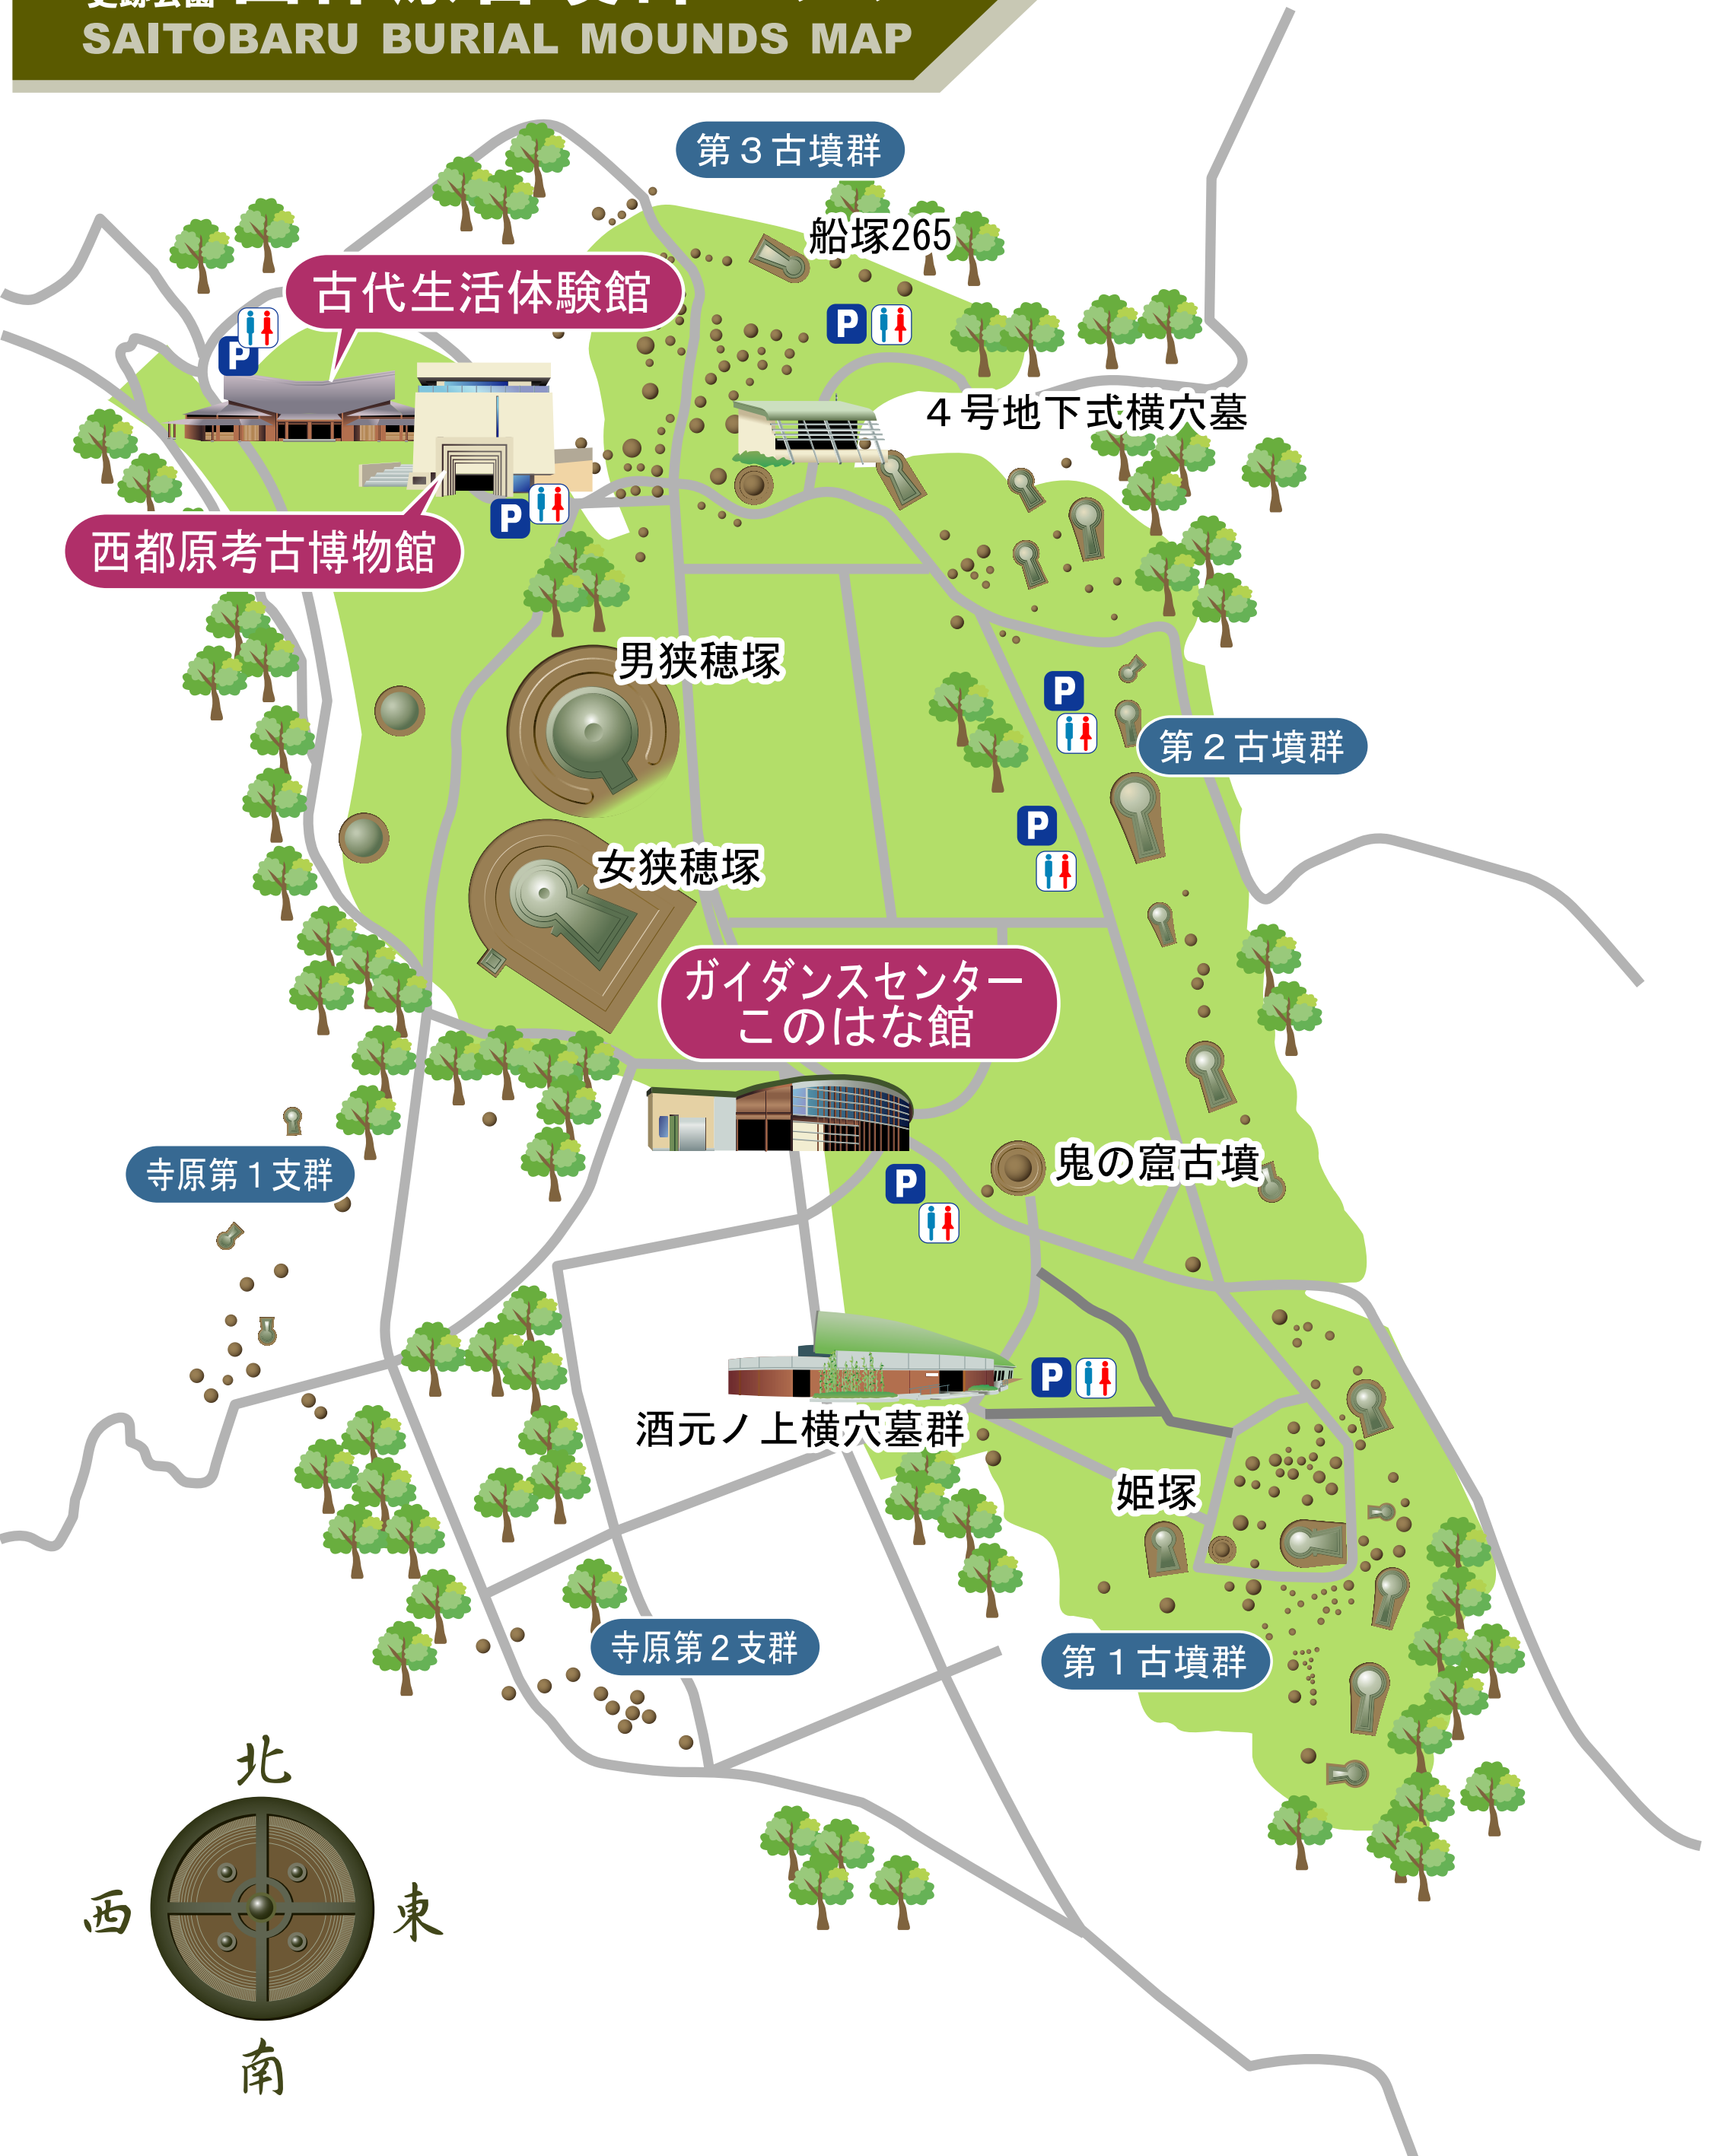 SAITOBARU BURIAL MOUNDS MAP
第3古墳群
船塚265
古代生活体験館
P
P
4号地下式横穴墓
P
西都原考古博物館
男狭穂塚
P
第2古墳群
P
女狭穂塚
ガイダンスセンター
このはな館
鬼の窟古墳
寺原第1支群
P
P
酒元ノ上横穴墓群
姫塚
寺原第2支群
第1古墳群
北
西
東
南